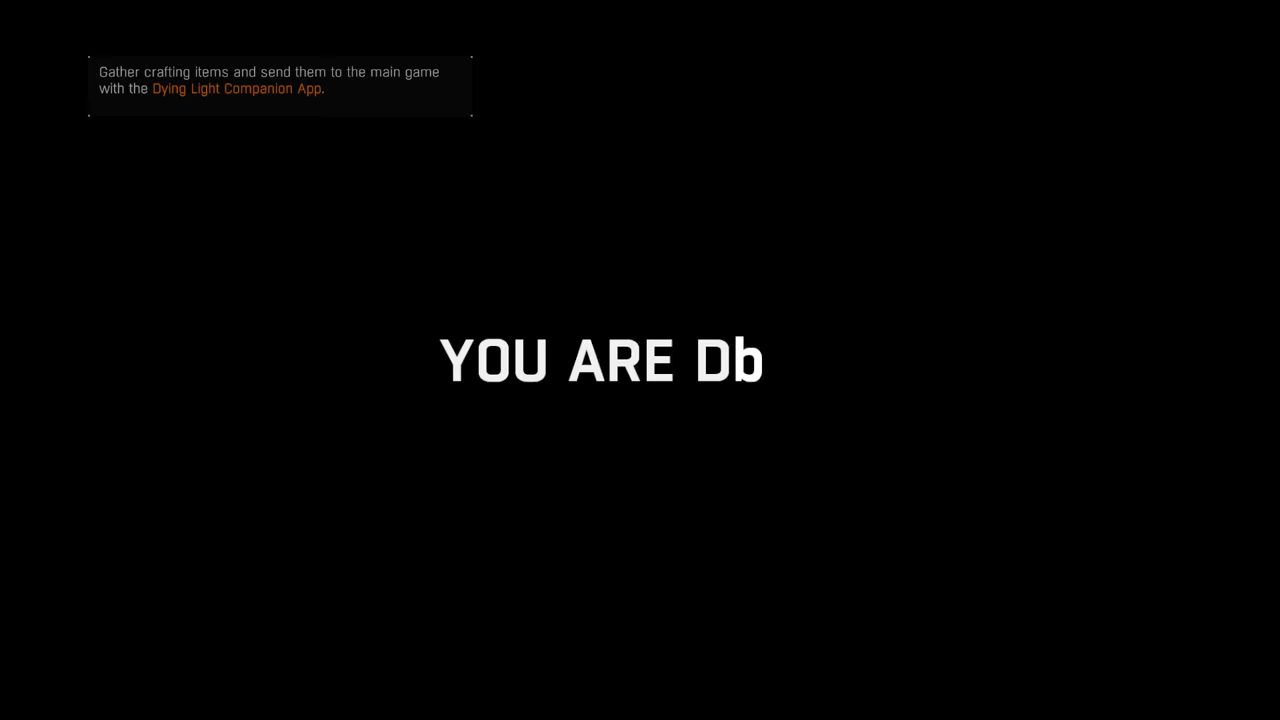 Gather crafting items and send them to the main game
with the Dying Light Companion App.
YOU ARE Db